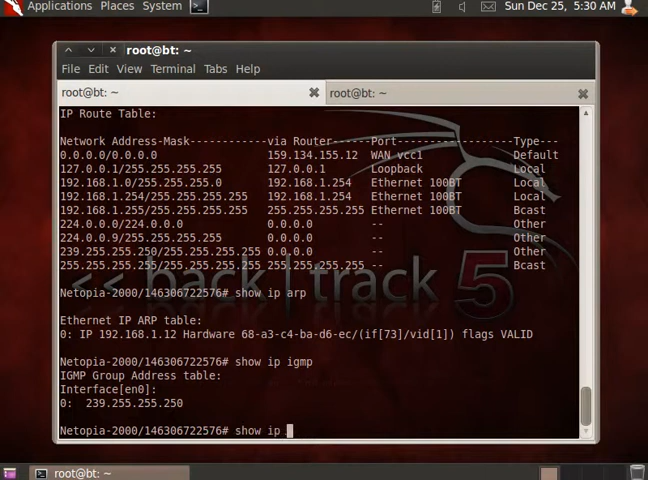 Applications Places System
Sun Dec 25, 5:30 AM
root@bt: ~
File Edit View Terminal Tabs Help
root@bt: ~
root@bt: ~
IP Route Table:
Network Address-Mask------------via Router------Port------------------Type---
0.0.0.0/0.0.0.0 159.134.155.12 WAN vcc1 Default
127.0.0.1/255.255.255.255 127.0.0.1 Loopback Local
192.168.1.0/255.255.255.0 192.168.1.254 Ethernet 100BT Local
192.168.1.254/255.255.255.255 192.168.1.254 Ethernet 100BT Local
192.168.1.255/255.255.255.255 255.255.255.255 Ethernet 100BT Bcast
224.0.0.0/224.0.0.0 0.0.0.0 -- Other
224.0.0.9/255.255.255.255 0.0.0.0 -- Other
239.255.255.250/255.255.255.255 0.0.0.0 -- Other
255.255.255.255/255.255.255.255 255.255.255.255 -- Bcast
<< back | track 5
Netopia-2000/146306722576# show ip arp
Ethernet IP ARP table:
0: IP 192.168.1.12 Hardware 68-a3-c4-ba-d6-ec/(if[73]/vid[1]) flags VALID
Netopia-2000/146306722576# show ip igmp
IGMP Group Address table:
Interface[en0]:
0: 239.255.255.250
Netopia-2000/146306722576# show ip
root@bt: ~